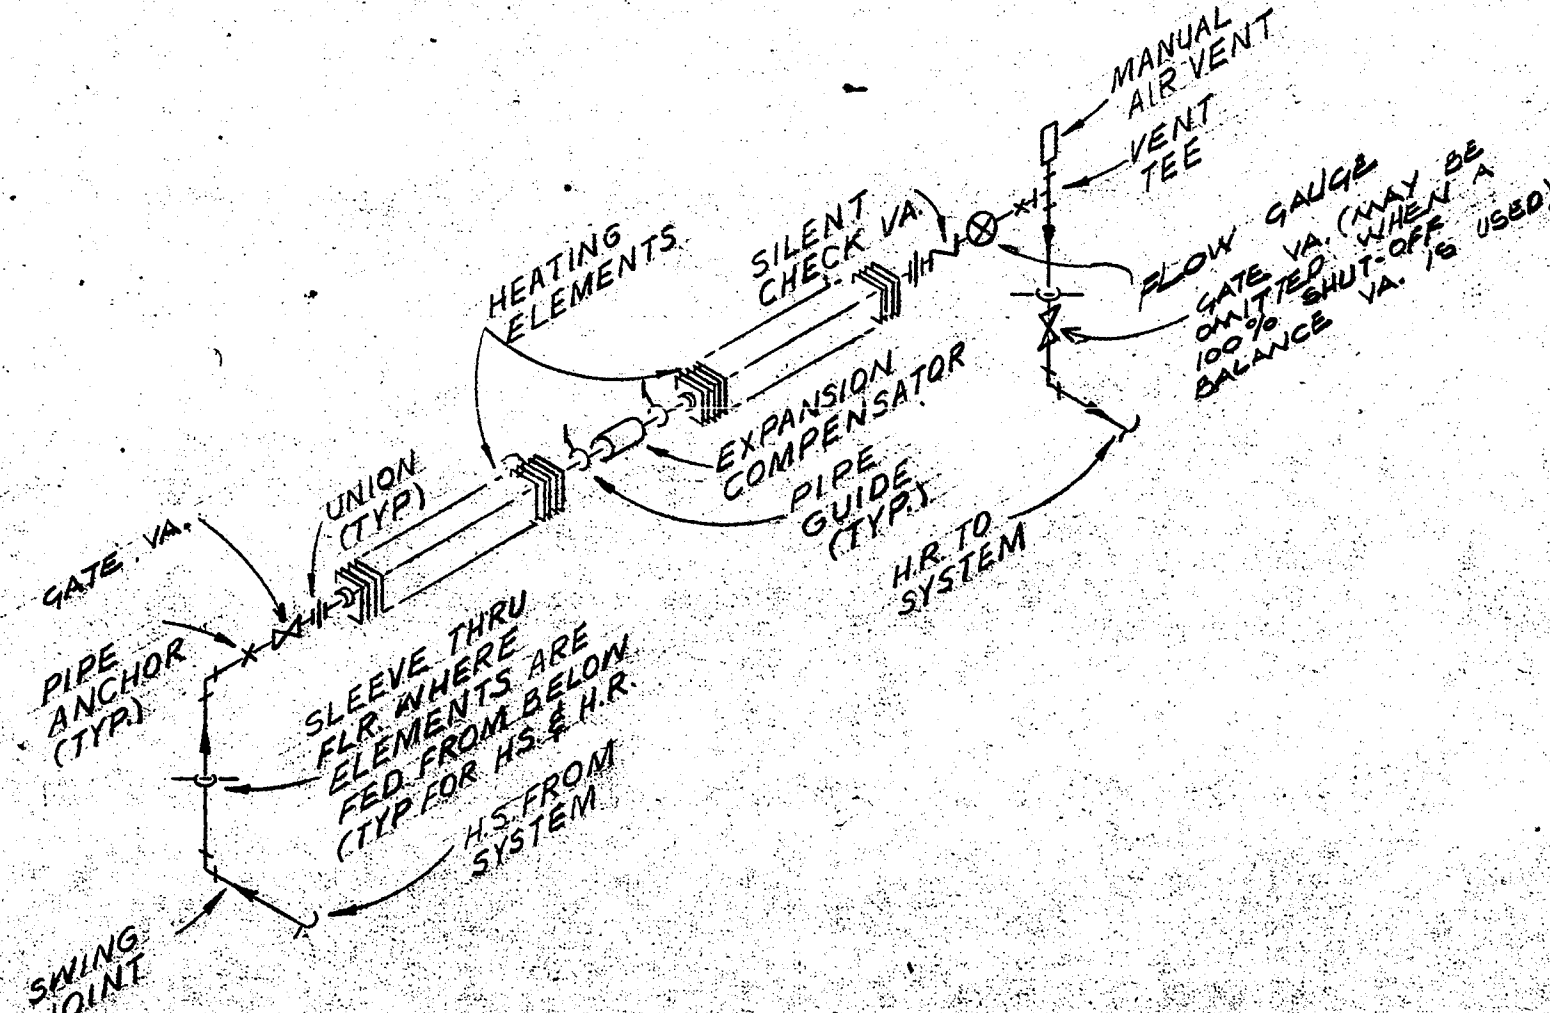 MANUAL
AIR VENT
VENT
TEE
FLOW GAUGE
GATE VA. (MAY BE
OMITTED WHEN A
100% SHUT-OFF
BALANCE VA. IS USED)
SILENT
CHECK VA.
HEATING
ELEMENTS
EXPANSION
COMPENSATOR
PIPE
GUIDE
(TYP.)
H.R. TO
SYSTEM
UNION
(TYP.)
GATE VA.
PIPE
ANCHOR
(TYP.)
SLEEVE THRU
FLR. WHERE
ELEMENTS ARE
FED FROM BELOW
(TYP FOR H.S. & H.R.
H.S. FROM
SYSTEM
SWING
JOINT